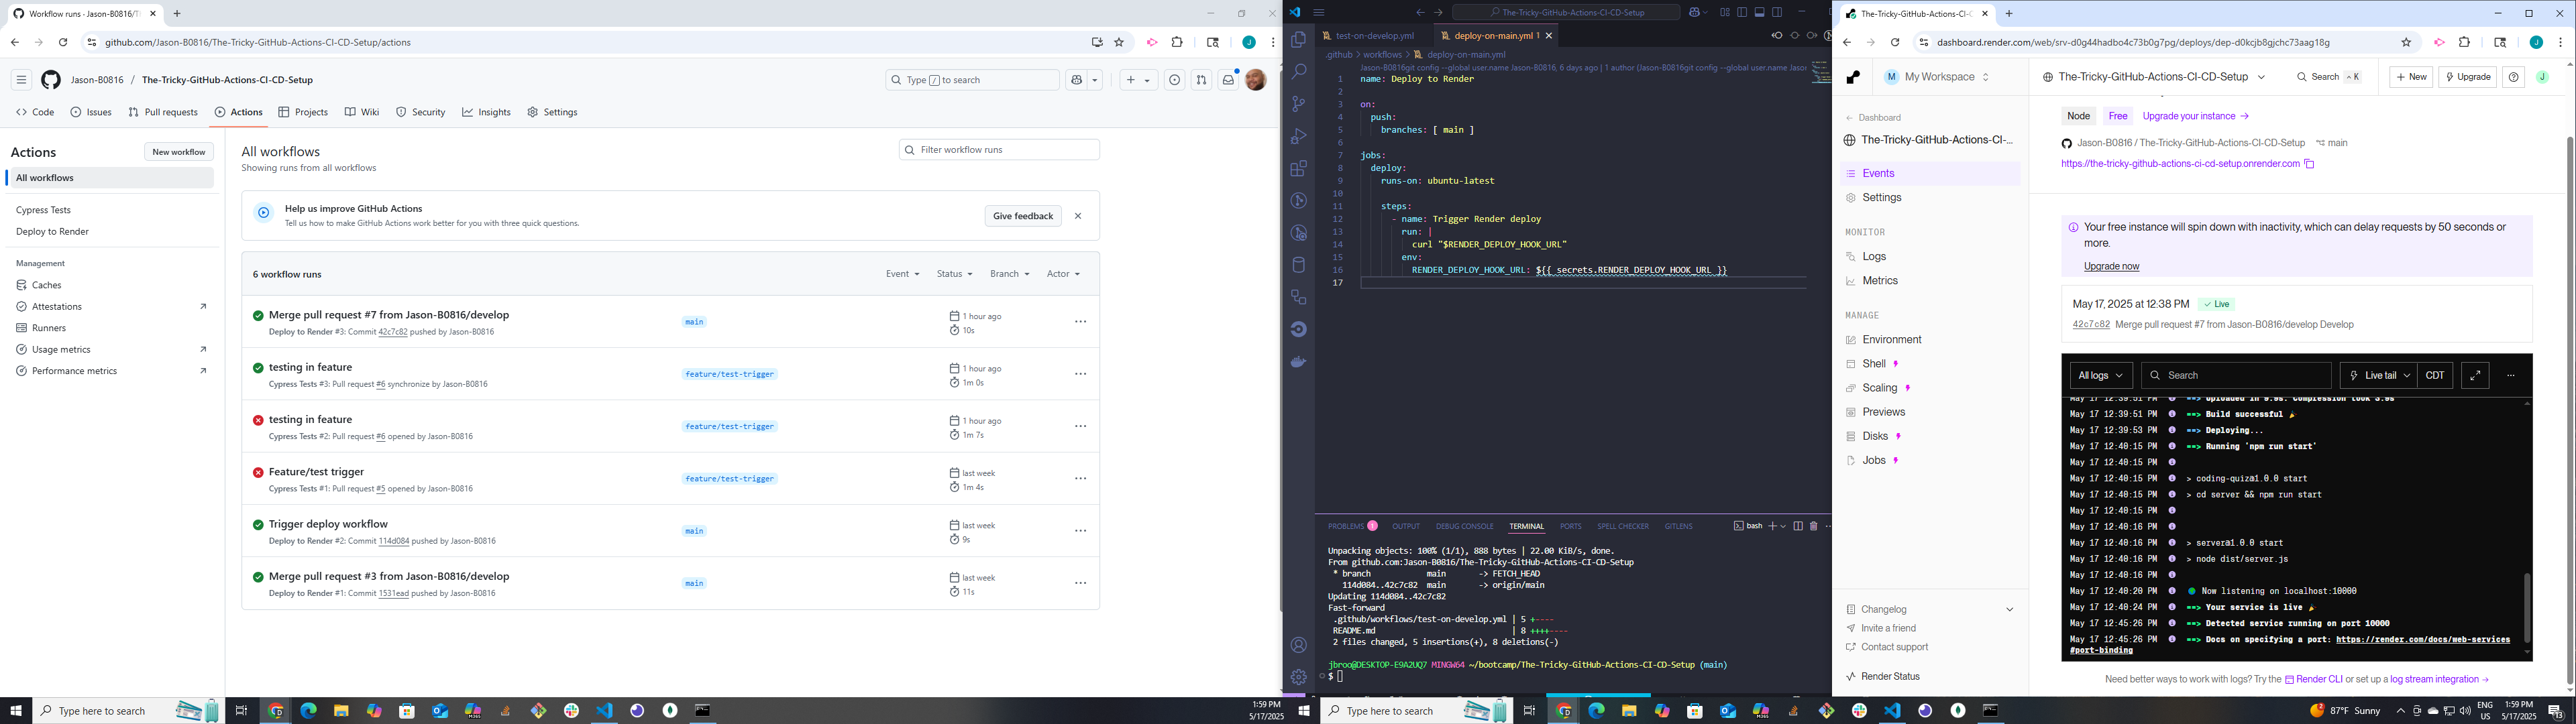 Workflow runs · Jason-B0816/T
github.com/Jason-B0816/The-Tricky-GitHub-Actions-CI-CD-Setup/actions
Jason-B0816 / The-Tricky-GitHub-Actions-CI-CD-Setup
Type / to search
Code Issues Pull requests Actions Projects Wiki Security Insights Settings
Actions
New workflow
All workflows
Cypress Tests
Deploy to Render
Management
Caches
Attestations
Runners
Usage metrics
Performance metrics
All workflows
Showing runs from all workflows
Filter workflow runs
Help us improve GitHub Actions
Tell us how to make GitHub Actions work better for you with three quick questions.
Give feedback
6 workflow runs
Event Status Branch Actor
Merge pull request #7 from Jason-B0816/develop
Deploy to Render #3: Commit 42c7c82 pushed by Jason-B0816
main
1 hour ago
10s
testing in feature
Cypress Tests #3: Pull request #6 synchronize by Jason-B0816
feature/test-trigger
1 hour ago
1m 0s
testing in feature
Cypress Tests #2: Pull request #6 opened by Jason-B0816
feature/test-trigger
1 hour ago
1m 7s
Feature/test trigger
Cypress Tests #1: Pull request #5 opened by Jason-B0816
feature/test-trigger
last week
1m 4s
Trigger deploy workflow
Deploy to Render #2: Commit 114d084 pushed by Jason-B0816
main
last week
9s
Merge pull request #3 from Jason-B0816/develop
Deploy to Render #1: Commit 1531ead pushed by Jason-B0816
main
last week
11s
Type here to search
1:59 PM
5/17/2025
The-Tricky-GitHub-Actions-CI-CD-Setup
test-on-develop.yml
deploy-on-main.yml 1
.github > workflows > deploy-on-main.yml
Jason-B0816git config --global user.name Jason-B0816, 6 days ago | 1 author (Jason-B0816git config --global user.name Jason
1 name: Deploy to Render
2
3 on:
4 push:
5 branches: [ main ]
6
7 jobs:
8 deploy:
9 runs-on: ubuntu-latest
10
11 steps:
12 - name: Trigger Render deploy
13 run: |
14 curl "$RENDER_DEPLOY_HOOK_URL"
15 env:
16 RENDER_DEPLOY_HOOK_URL: ${{ secrets.RENDER_DEPLOY_HOOK_URL }}
17
PROBLEMS 1 OUTPUT DEBUG CONSOLE TERMINAL PORTS SPELL CHECKER GITLENS
bash
Unpacking objects: 100% (1/1), 888 bytes | 22.00 KiB/s, done.
From github.com:Jason-B0816/The-Tricky-GitHub-Actions-CI-CD-Setup
* branch main -> FETCH_HEAD
114d084..42c7c82 main -> origin/main
Updating 114d084..42c7c82
Fast-forward
.github/workflows/test-on-develop.yml | 5 +----
README.md | 8 ++++----
2 files changed, 5 insertions(+), 8 deletions(-)
jbroo@DESKTOP-E9A2UQ7 MINGW64 ~/bootcamp/The-Tricky-GitHub-Actions-CI-CD-Setup (main)
$
Type here to search
The-Tricky-GitHub-Actions-CI-C
dashboard.render.com/web/srv-d0g44hadbo4c73b0g7pg/deploys/dep-d0kcjb8gjchc73aag18g
M My Workspace
The-Tricky-GitHub-Actions-CI-CD-Setup
Search
K
New
Upgrade
J
Dashboard
The-Tricky-GitHub-Actions-CI-...
Events
Settings
MONITOR
Logs
Metrics
MANAGE
Environment
Shell
Scaling
Previews
Disks
Jobs
Changelog
Invite a friend
Contact support
Render Status
Node Free Upgrade your instance
Jason-B0816 / The-Tricky-GitHub-Actions-CI-CD-Setup main
https://the-tricky-github-actions-ci-cd-setup.onrender.com
Your free instance will spin down with inactivity, which can delay requests by 50 seconds or
more.
Upgrade now
May 17, 2025 at 12:38 PM Live
42c7c82 Merge pull request #7 from Jason-B0816/develop Develop
All logs
Search
Live tail
CDT
May 17 12:39:51 PM ==> Uploaded in 9.9s. Compression took 3.9s
May 17 12:39:51 PM ==> Build successful 🎉
May 17 12:39:53 PM ==> Deploying...
May 17 12:40:15 PM ==> Running 'npm run start'
May 17 12:40:15 PM
May 17 12:40:15 PM > coding-quiz@1.0.0 start
May 17 12:40:15 PM > cd server && npm run start
May 17 12:40:15 PM
May 17 12:40:16 PM
May 17 12:40:16 PM > server@1.0.0 start
May 17 12:40:16 PM > node dist/server.js
May 17 12:40:16 PM
May 17 12:40:20 PM Now listening on localhost:10000
May 17 12:40:24 PM ==> Your service is live 🎉
May 17 12:45:26 PM ==> Detected service running on port 10000
May 17 12:45:26 PM ==> Docs on specifying a port: https://render.com/docs/web-services
#port-binding
Need better ways to work with logs? Try the Render CLI or set up a log stream integration
87°F Sunny
ENG
US
1:59 PM
5/17/2025